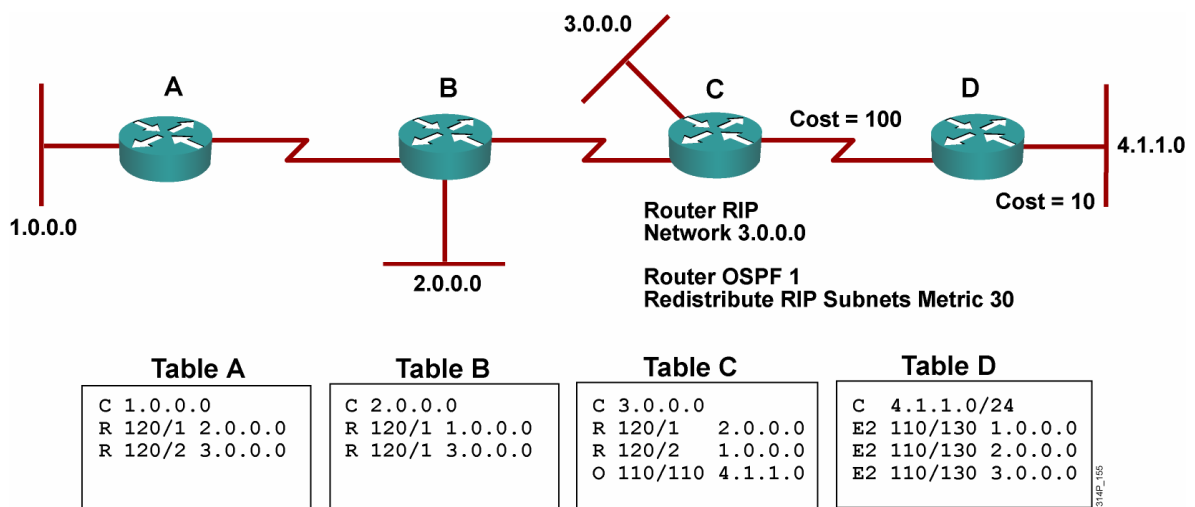 3.0.0.0
A
B
C
D
Cost = 100
4.1.1.0
Cost = 10
1.0.0.0
2.0.0.0
Router RIP
Network 3.0.0.0
Router OSPF 1
Redistribute RIP Subnets Metric 30
Table A
C 1.0.0.0
R 120/1 2.0.0.0
R 120/2 3.0.0.0
Table B
C 2.0.0.0
R 120/1 1.0.0.0
R 120/1 3.0.0.0
Table C
C 3.0.0.0
R 120/1 2.0.0.0
R 120/2 1.0.0.0
O 110/110 4.1.1.0
Table D
C 4.1.1.0/24
E2 110/130 1.0.0.0
E2 110/130 2.0.0.0
E2 110/130 3.0.0.0
314P_155